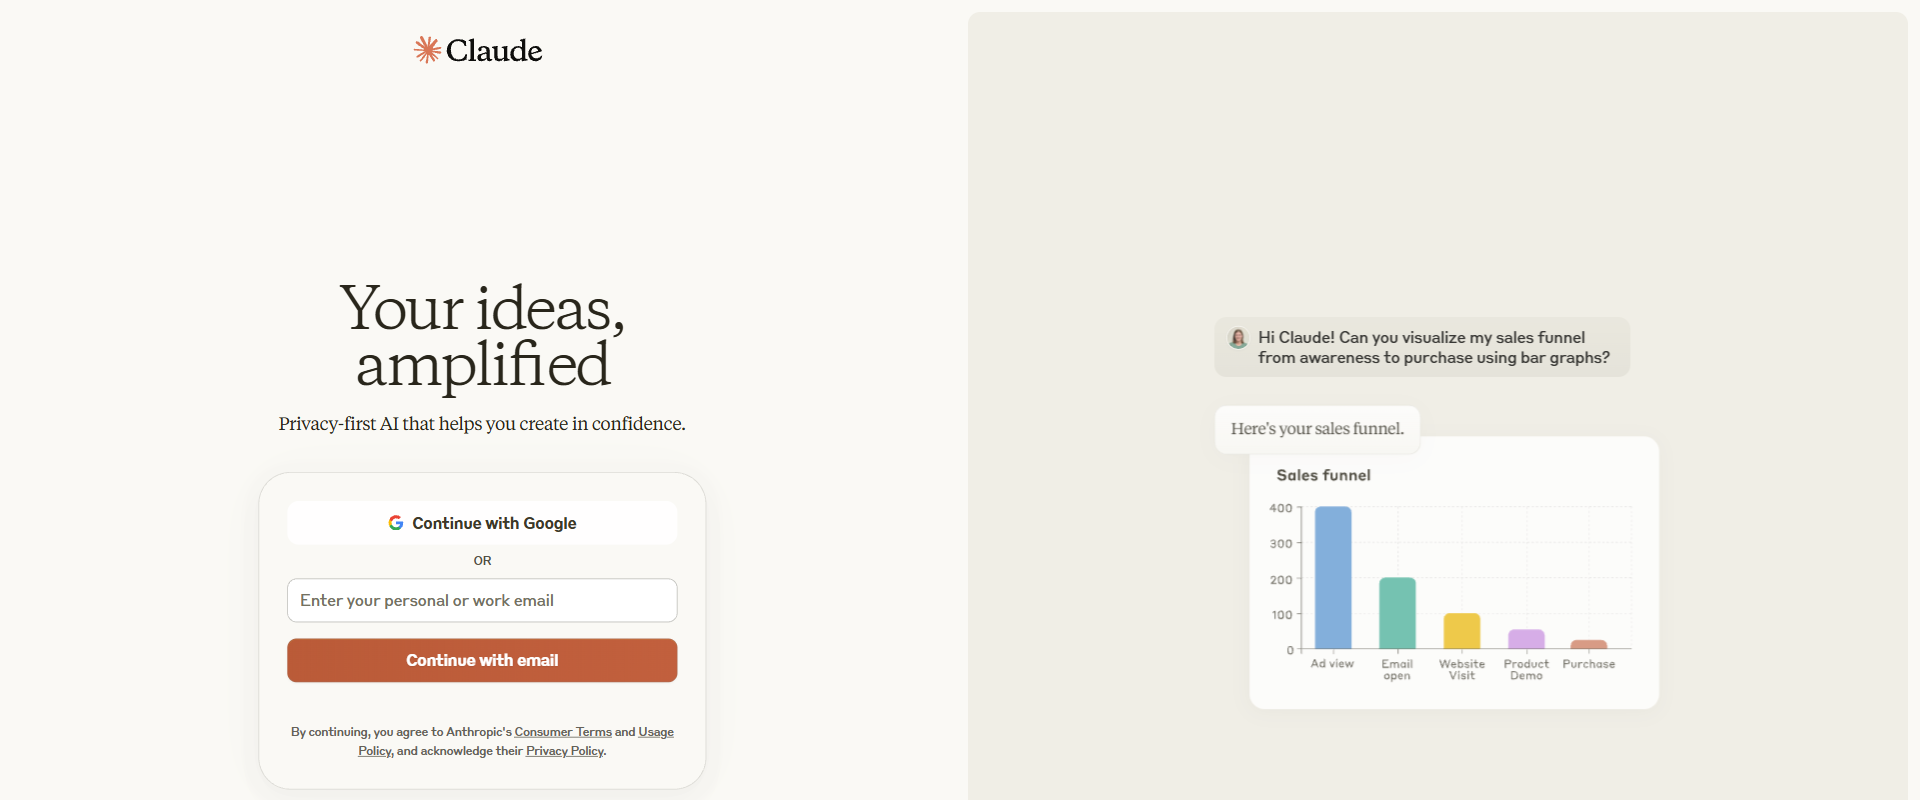 Claude
Your ideas,
amplified
Privacy-first AI that helps you create in confidence.
Continue with Google
OR
Enter your personal or work email
Continue with email
By continuing, you agree to Anthropic's Consumer Terms and Usage
Policy, and acknowledge their Privacy Policy.
Hi Claude! Can you visualize my sales funnel
from awareness to purchase using bar graphs?
Here's your sales funnel.
Sales funnel
400
300
200
100
0
Ad view
Email
open
Website
Visit
Product
Demo
Purchase